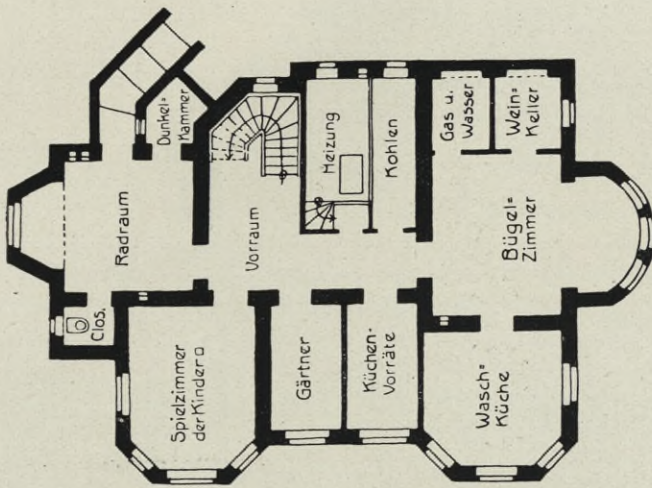 Dunkel=
Kammer
Heizung
Kohlen
Gas u.
Wasser
Wein=
Keller
Radraum
Vorraum
Bügel=
Zimmer
Clos.
Spielzimmer
der Kinder
Gärtner
Küchen-
Vorräte
Wasch=
Küche